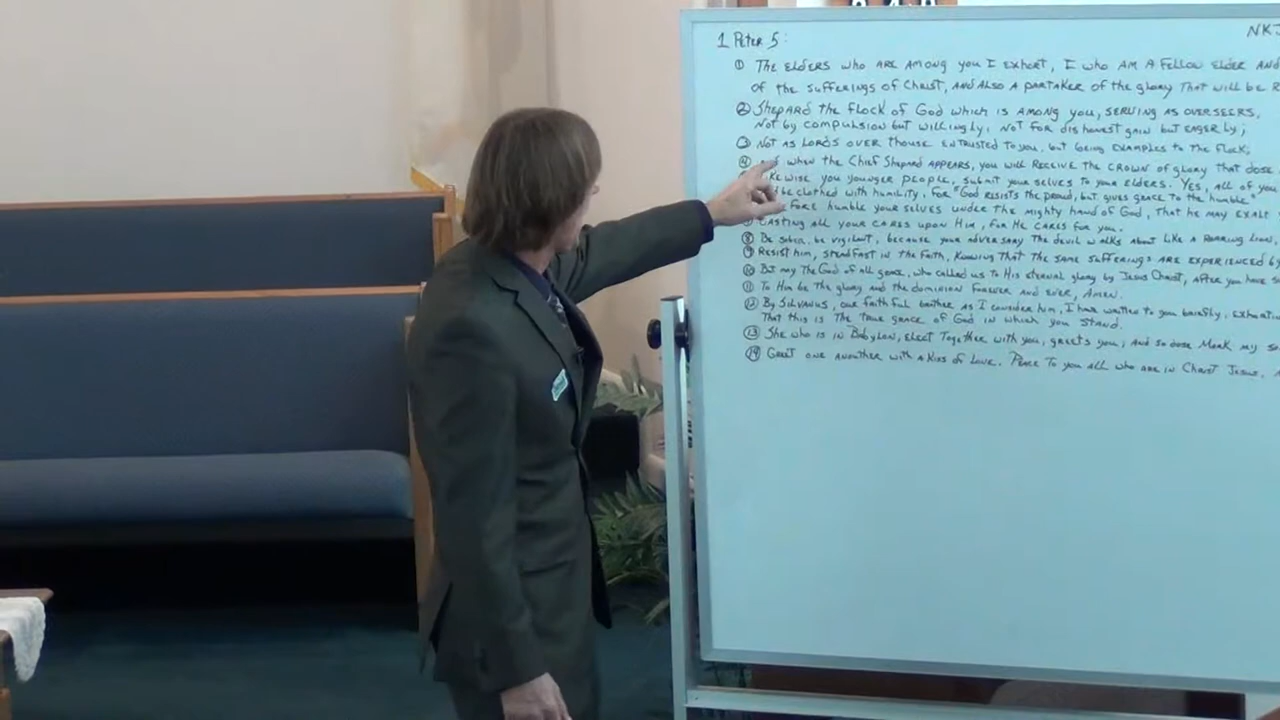 1 Peter 5:
NKJ
① The Elders who are among you I exhort, I who am a fellow elder and
of the sufferings of Christ, and also a partaker of the glory that will be R
② Shepard the flock of God which is among you, serving as overseers,
Not by compulsion but willingly, not for dishonest gain but eagerly;
③ Not as Lords over thouse entrusted to you, but being examples to the flock;
④ when the Chief Shepard appears, you will receive the crown of glory that dose
you younger people, submit your selves to your elders. Yes, all of you
be clothed with humility, for "God resists the proud, but gives grace to the humble"
fore humble your selves under the mighty hand of God, that he may exalt
casting all your cares upon Him, for He cares for you.
⑧ Be sober, be vigilant, because your adversary the devil walks about like a roaring lion,
⑨ Resist him, steadfast in the faith, knowing that the same sufferings are experienced by
⑩ But may the God of all grace, who called us to His eternal glory by Jesus Christ, after you have s
⑪ To Him be the glory and the dominion forever and ever, Amen.
⑫ By Silvanus, our faithful brother as I consider him, I have written to you briefly, exhorti
That this is the true grace of God in which you stand.
⑬ She who is in Babylon, elect together with you, greets you; and so dose Mark my s
⑭ Greet one anouther with a kiss of love. Peace to you all who are in Christ Jesus.